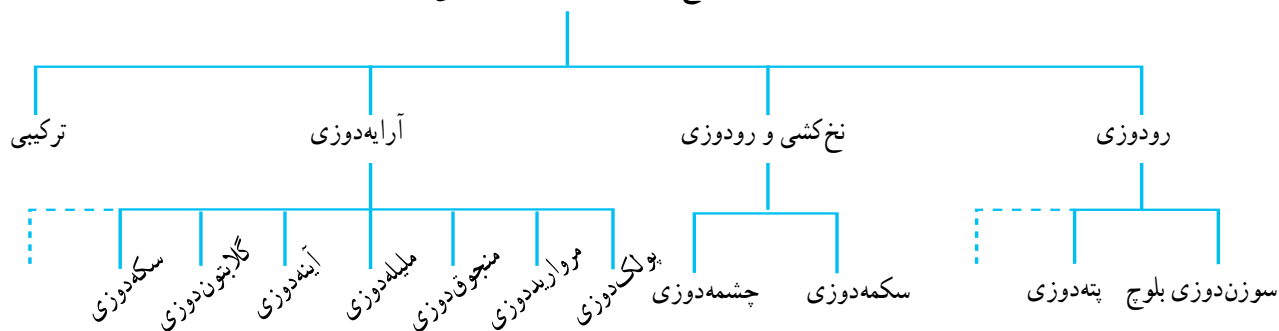 رودوزی
نخ‌کشی و رودوزی
آرایه‌دوزی
ترکیبی
سوزن‌دوزی بلوچ
پته‌دوزی
سکمه‌دوزی
چشمه‌دوزی
پولک‌دوزی
مروارید‌دوزی
منجوق‌دوزی
ملیله‌دوزی
آینه‌دوزی
گلابتون‌دوزی
سکه‌دوزی